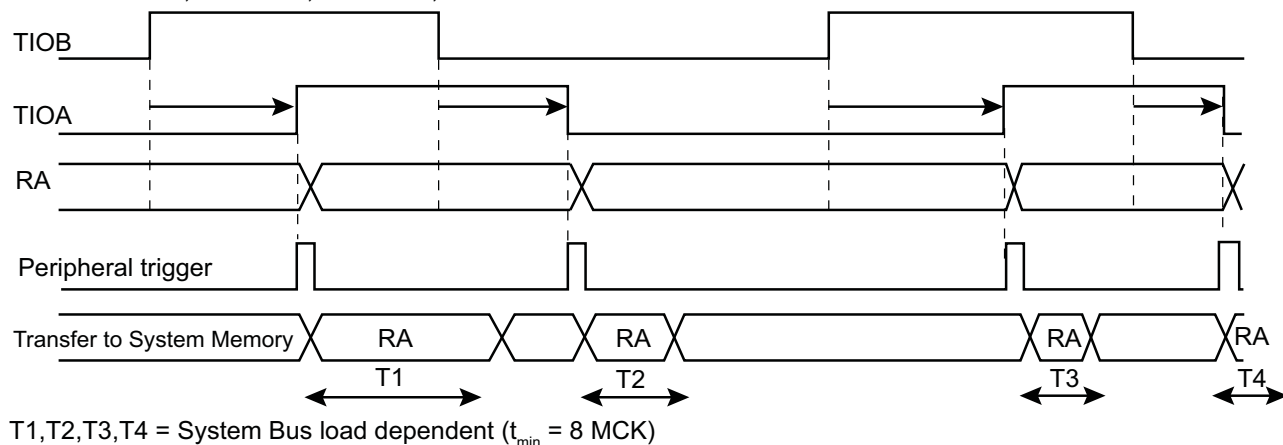 TIOB
TIOA
RA
Peripheral trigger
Transfer to System Memory RA RA RA RA
T1 T2 T3 T4
T1,T2,T3,T4 = System Bus load dependent (tmin = 8 MCK)